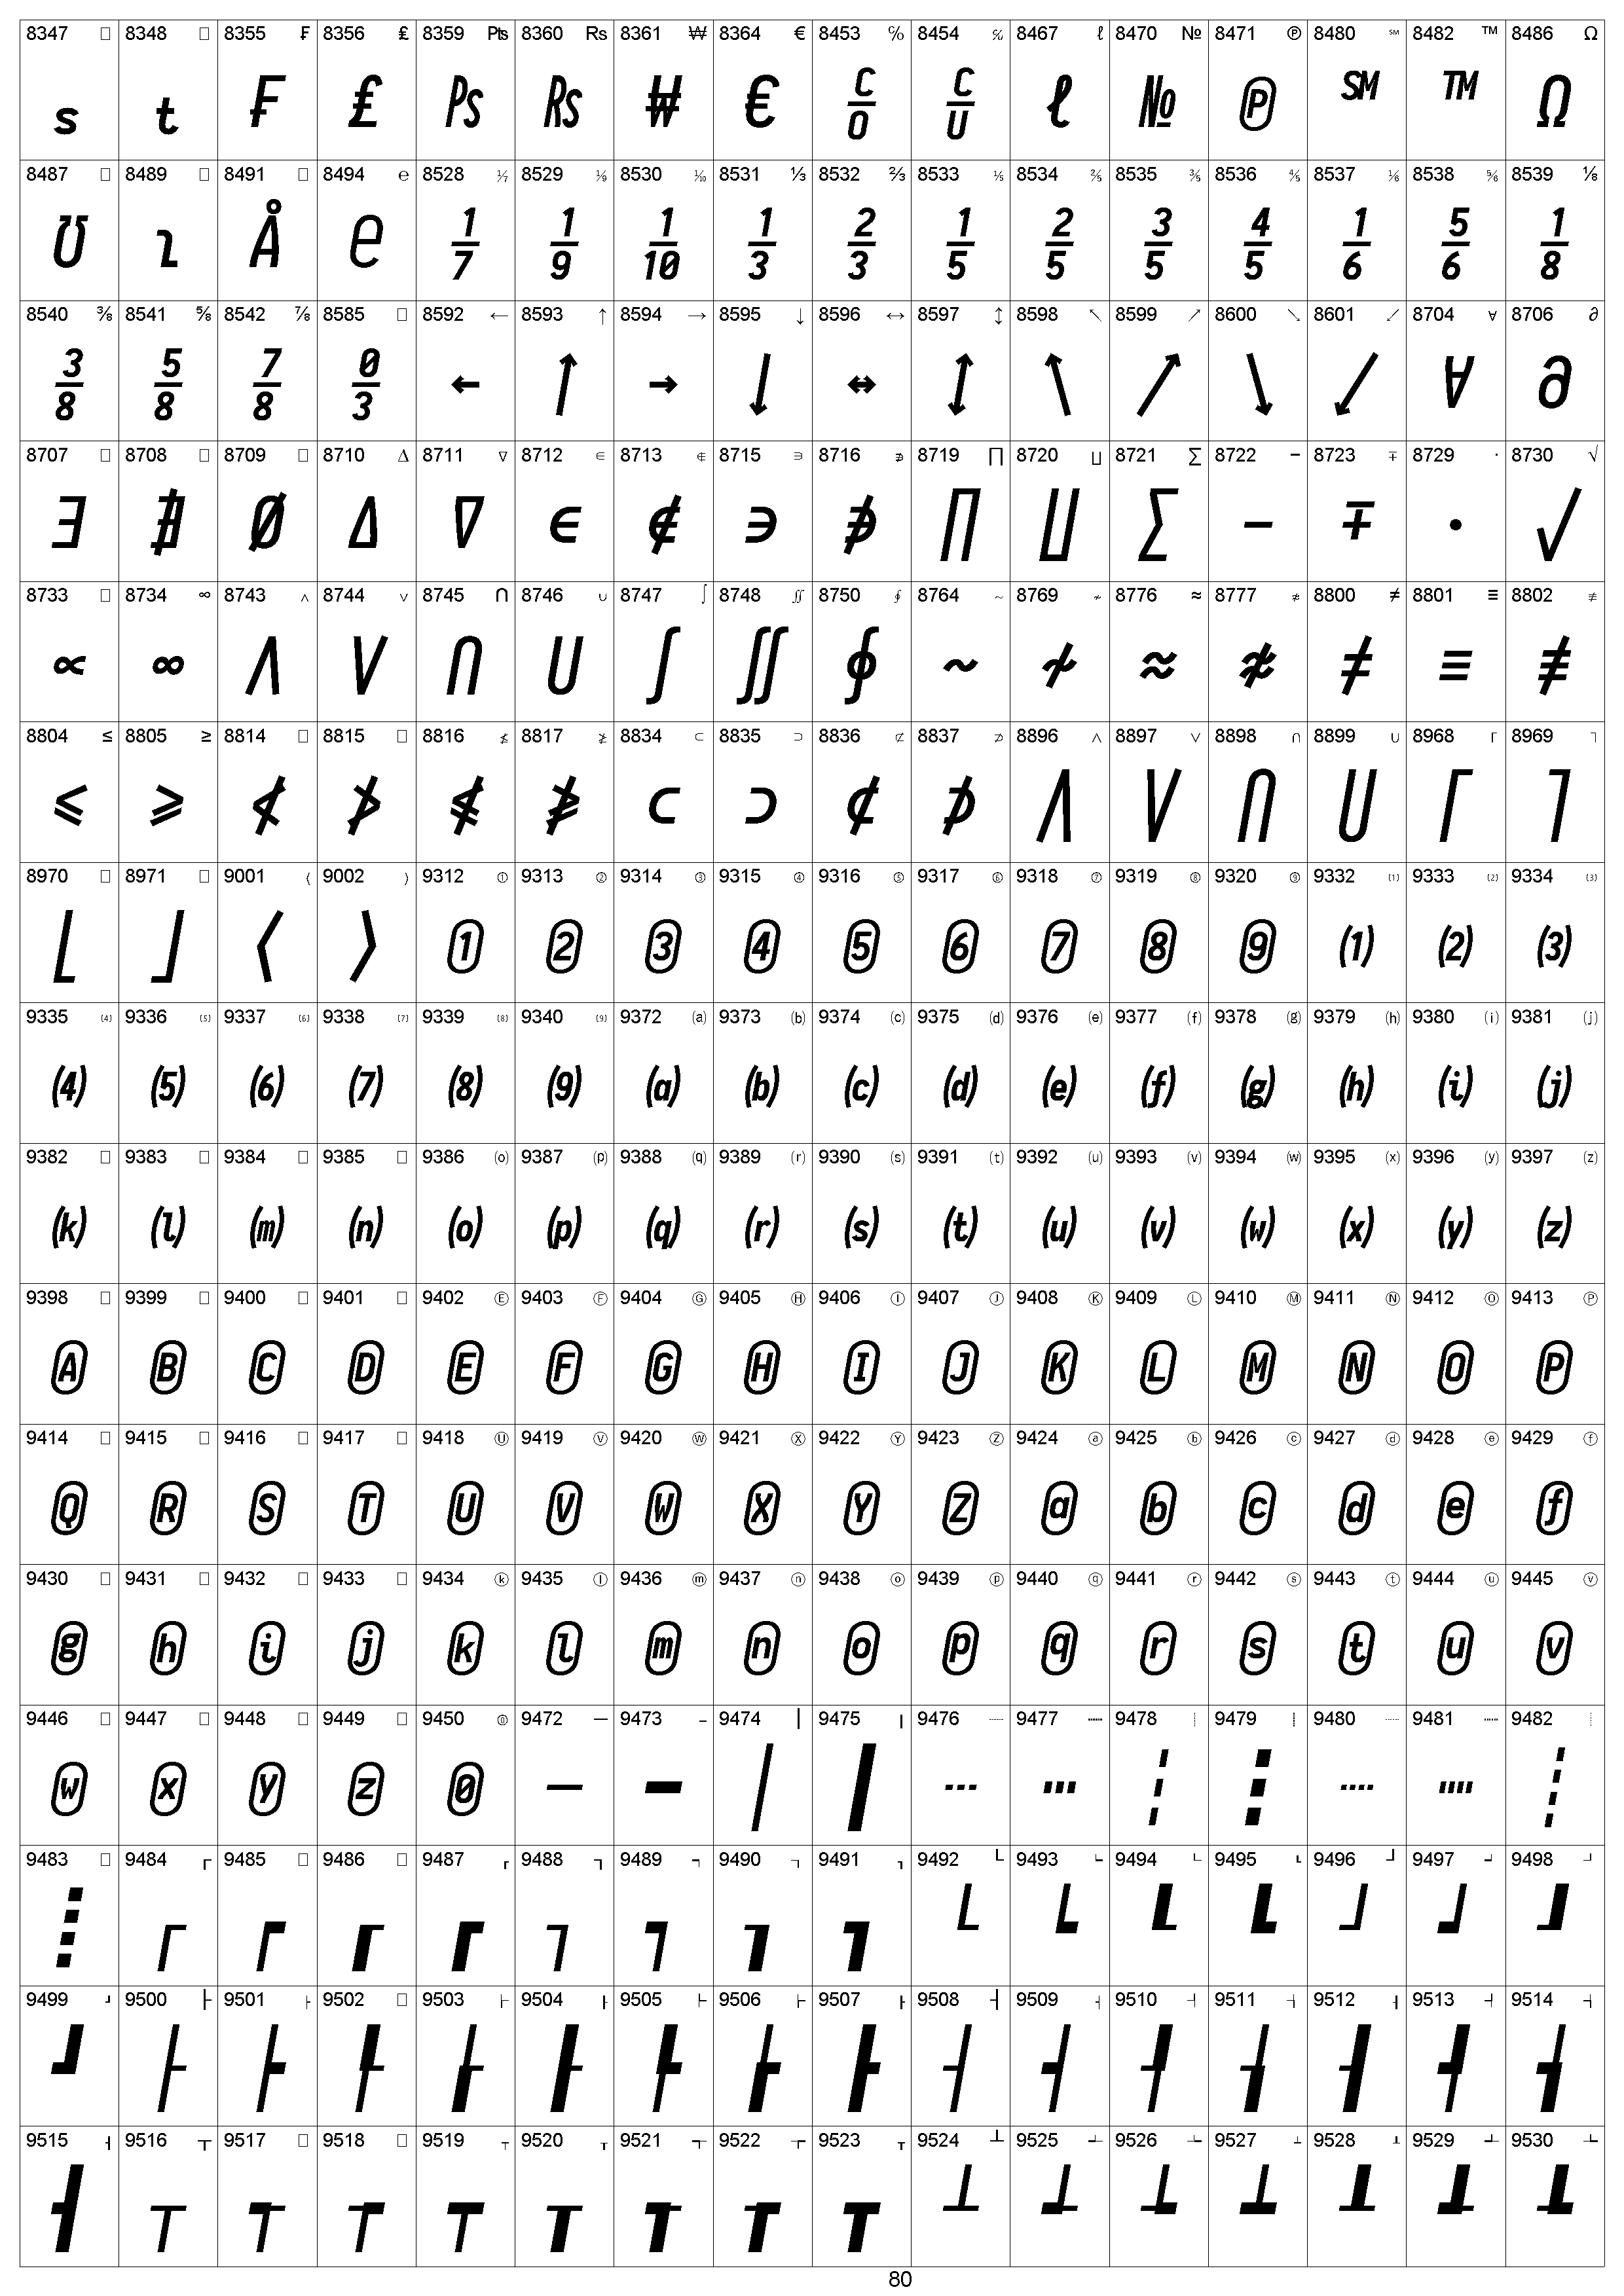 8347 □ 8348 □ 8355 ₣ 8356 ₤ 8359 ₧ 8360 ₨ 8361 ₩ 8364 € 8453 ℅ 8454 ℆ 8467 ℓ 8470 № 8471 ℗ 8480 ℠ 8482 ™ 8486 Ω
s t ₣ ₤ Ps Rs ₩ € C/O C/U ℓ № ℗ SM TM Ω
8487 □ 8489 □ 8491 □ 8494 ℮ 8528 ⅐ 8529 ⅑ 8530 ⅒ 8531 ⅓ 8532 ⅔ 8533 ⅕ 8534 ⅖ 8535 ⅗ 8536 ⅘ 8537 ⅙ 8538 ⅚ 8539 ⅛
℧ ℩ Å ℮ ⅐ ⅑ ⅒ ⅓ ⅔ ⅕ ⅖ ⅗ ⅘ ⅙ ⅚ ⅛
8540 ⅜ 8541 ⅝ 8542 ⅞ 8585 □ 8592 ← 8593 ↑ 8594 → 8595 ↓ 8596 ↔ 8597 ↕ 8598 ↖ 8599 ↗ 8600 ↘ 8601 ↙ 8704 ∀ 8706 ∂
⅜ ⅝ ⅞ ↉ ← ↑ → ↓ ↔ ↕ ↖ ↗ ↘ ↙ ∀ ∂
8707 □ 8708 □ 8709 □ 8710 ∆ 8711 ∇ 8712 ∈ 8713 ∉ 8715 ∋ 8716 ∌ 8719 ∏ 8720 ∐ 8721 ∑ 8722 − 8723 ∓ 8729 ∙ 8730 √
∃ ∄ ∅ ∆ ∇ ∈ ∉ ∋ ∌ ∏ ∐ ∑ − ∓ ∙ √
8733 □ 8734 ∞ 8743 ∧ 8744 ∨ 8745 ∩ 8746 ∪ 8747 ∫ 8748 ∬ 8750 ∮ 8764 ∼ 8769 ≁ 8776 ≈ 8777 ≉ 8800 ≠ 8801 ≡ 8802 ≢
∝ ∞ ∧ ∨ ∩ ∪ ∫ ∬ ∮ ∼ ≁ ≈ ≉ ≠ ≡ ≢
8804 ≤ 8805 ≥ 8814 □ 8815 □ 8816 ≰ 8817 ≱ 8834 ⊂ 8835 ⊃ 8836 ⊄ 8837 ⊅ 8896 ⋀ 8897 ⋁ 8898 ⋂ 8899 ⋃ 8968 ⌈ 8969 ⌉
≤ ≥ ≮ ≯ ≰ ≱ ⊂ ⊃ ⊄ ⊅ ⋀ ⋁ ⋂ ⋃ ⌈ ⌉
8970 □ 8971 □ 9001 〈 9002 〉 9312 ① 9313 ② 9314 ③ 9315 ④ 9316 ⑤ 9317 ⑥ 9318 ⑦ 9319 ⑧ 9320 ⑨ 9332 ⑴ 9333 ⑵ 9334 ⑶
⌊ ⌋ 〈 〉 ① ② ③ ④ ⑤ ⑥ ⑦ ⑧ ⑨ (1) (2) (3)
9335 ⑷ 9336 ⑸ 9337 ⑹ 9338 ⑺ 9339 ⑻ 9340 ⑼ 9372 ⒜ 9373 ⒝ 9374 ⒞ 9375 ⒟ 9376 ⒠ 9377 ⒡ 9378 ⒢ 9379 ⒣ 9380 ⒤ 9381 ⒥
(4) (5) (6) (7) (8) (9) (a) (b) (c) (d) (e) (f) (g) (h) (i) (j)
9382 □ 9383 □ 9384 □ 9385 □ 9386 ⒪ 9387 ⒫ 9388 ⒬ 9389 ⒭ 9390 ⒮ 9391 ⒯ 9392 ⒰ 9393 ⒱ 9394 ⒲ 9395 ⒳ 9396 ⒴ 9397 ⒵
(k) (l) (m) (n) (o) (p) (q) (r) (s) (t) (u) (v) (w) (x) (y) (z)
9398 □ 9399 □ 9400 □ 9401 □ 9402 Ⓔ 9403 Ⓕ 9404 Ⓖ 9405 Ⓗ 9406 Ⓘ 9407 Ⓙ 9408 Ⓚ 9409 Ⓛ 9410 Ⓜ 9411 Ⓝ 9412 Ⓞ 9413 Ⓟ
Ⓐ Ⓑ Ⓒ Ⓓ Ⓔ Ⓕ Ⓖ Ⓗ Ⓘ Ⓙ Ⓚ Ⓛ Ⓜ Ⓝ Ⓞ Ⓟ
9414 □ 9415 □ 9416 □ 9417 □ 9418 Ⓤ 9419 Ⓥ 9420 Ⓦ 9421 Ⓧ 9422 Ⓨ 9423 Ⓩ 9424 ⓐ 9425 ⓑ 9426 ⓒ 9427 ⓓ 9428 ⓔ 9429 ⓕ
Ⓠ Ⓡ Ⓢ Ⓣ Ⓤ Ⓥ Ⓦ Ⓧ Ⓨ Ⓩ ⓐ ⓑ ⓒ ⓓ ⓔ ⓕ
9430 □ 9431 □ 9432 □ 9433 □ 9434 ⓚ 9435 ⓛ 9436 ⓜ 9437 ⓝ 9438 ⓞ 9439 ⓟ 9440 ⓠ 9441 ⓡ 9442 ⓢ 9443 ⓣ 9444 ⓤ 9445 ⓥ
ⓖ ⓗ ⓘ ⓙ ⓚ ⓛ ⓜ ⓝ ⓞ ⓟ ⓠ ⓡ ⓢ ⓣ ⓤ ⓥ
9446 □ 9447 □ 9448 □ 9449 □ 9450 ⓪ 9472 ─ 9473 ━ 9474 │ 9475 ┃ 9476 ┄ 9477 ┅ 9478 ┆ 9479 ┇ 9480 ┈ 9481 ┉ 9482 ┊
ⓦ ⓧ ⓨ ⓩ ⓪ ─ ━ │ ┃ ┄ ┅ ┆ ┇ ┈ ┉ ┊
9483 □ 9484 ┌ 9485 □ 9486 □ 9487 ┏ 9488 ┐ 9489 ┑ 9490 ┒ 9491 ┓ 9492 └ 9493 ┕ 9494 ┖ 9495 ┗ 9496 ┘ 9497 ┙ 9498 ┚
┋ ┌ ┍ ┎ ┏ ┐ ┑ ┒ ┓ └ ┕ ┖ ┗ ┘ ┙ ┚
9499 ┛ 9500 ├ 9501 ┝ 9502 □ 9503 ┟ 9504 ┠ 9505 ┡ 9506 ┢ 9507 ┣ 9508 ┤ 9509 ┥ 9510 ┦ 9511 ┧ 9512 ┨ 9513 ┩ 9514 ┪
┛ ├ ┝ ┞ ┟ ┠ ┡ ┢ ┣ ┤ ┥ ┦ ┧ ┨ ┩ ┪
9515 ┫ 9516 ┬ 9517 □ 9518 □ 9519 ┯ 9520 ┰ 9521 ┱ 9522 ┲ 9523 ┳ 9524 ┴ 9525 ┵ 9526 ┶ 9527 ┷ 9528 ┸ 9529 ┹ 9530 ┺
┫ ┬ ┭ ┮ ┯ ┰ ┱ ┲ ┳ ┴ ┵ ┶ ┷ ┸ ┹ ┺
80